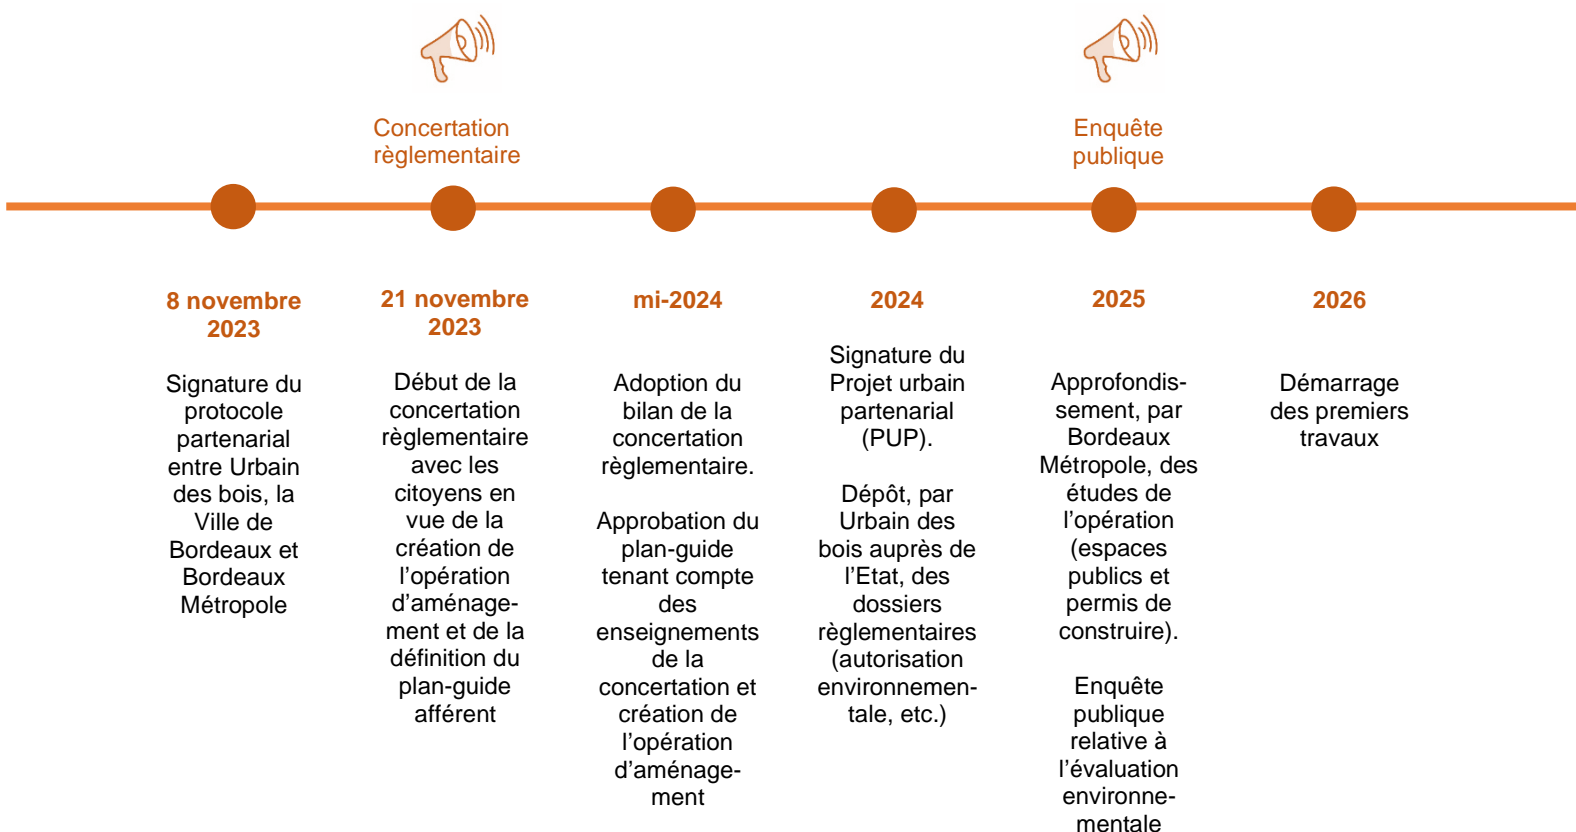 Concertation
règlementaire
Enquête
publique
8 novembre
2023
Signature du
protocole
partenarial
entre Urbain
des bois, la
Ville de
Bordeaux et
Bordeaux
Métropole
21 novembre
2023
Début de la
concertation
règlementaire
avec les
citoyens en
vue de la
création de
l’opération
d’aménage-
ment et de la
définition du
plan-guide
afférent
mi-2024
Adoption du
bilan de la
concertation
règlementaire.
Approbation du
plan-guide
tenant compte
des
enseignements
de la
concertation et
création de
l’opération
d’aménage-
ment
2024
Signature du
Projet urbain
partenarial
(PUP).
Dépôt, par
Urbain des
bois auprès de
l’Etat, des
dossiers
règlementaires
(autorisation
environnemen-
tale, etc.)
2025
Approfondis-
sement, par
Bordeaux
Métropole, des
études de
l’opération
(espaces
publics et
permis de
construire).
Enquête
publique
relative à
l’évaluation
environne-
mentale
2026
Démarrage
des premiers
travaux